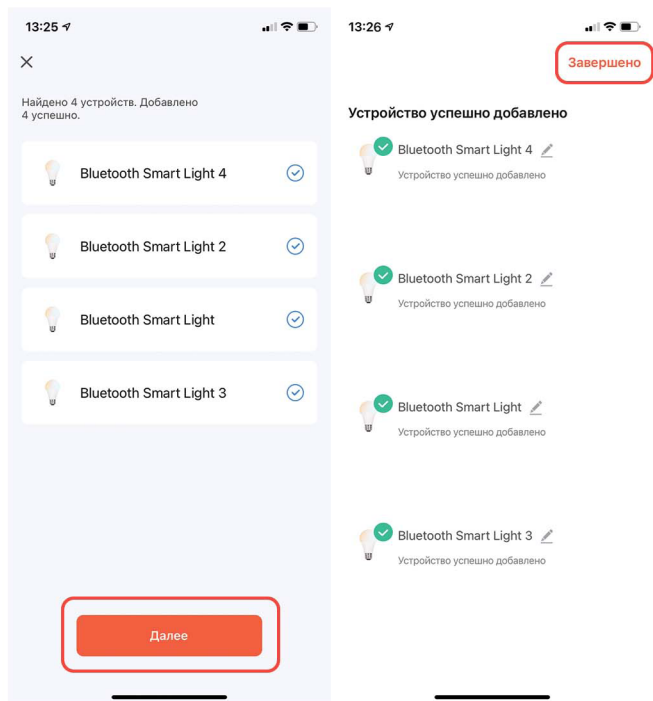 13:25
Найдено 4 устройств. Добавлено
4 успешно.
Bluetooth Smart Light 4
Bluetooth Smart Light 2
Bluetooth Smart Light
Bluetooth Smart Light 3
Далее
13:26
Завершено
Устройство успешно добавлено
Bluetooth Smart Light 4
Устройство успешно добавлено
Bluetooth Smart Light 2
Устройство успешно добавлено
Bluetooth Smart Light
Устройство успешно добавлено
Bluetooth Smart Light 3
Устройство успешно добавлено